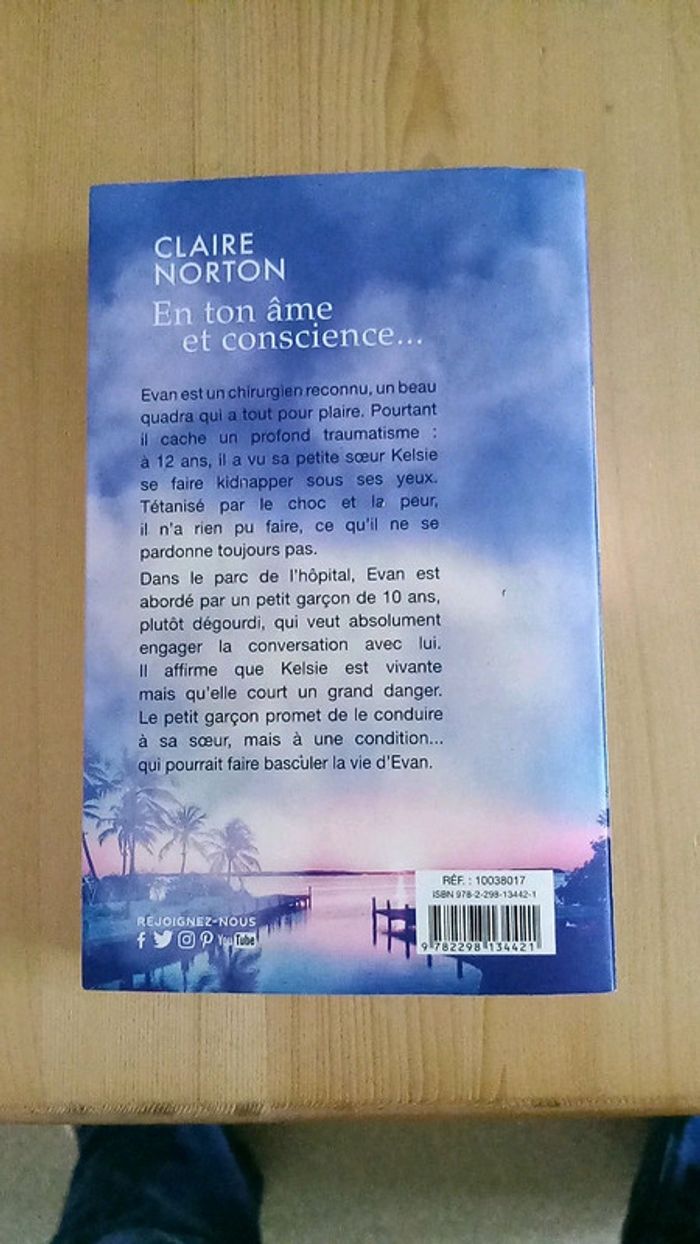 CLAIRE
NORTON
En ton âme
et conscience...
Evan est un chirurgien reconnu, un beau
quadra qui a tout pour plaire. Pourtant
il cache un profond traumatisme :
à 12 ans, il a vu sa petite sœur Kelsie
se faire kidnapper sous ses yeux.
Tétanisé par le choc et la peur,
il n'a rien pu faire, ce qu'il ne se
pardonne toujours pas.
Dans le parc de l'hôpital, Evan est
abordé par un petit garçon de 10 ans,
plutôt dégourdi, qui veut absolument
engager la conversation avec lui.
Il affirme que Kelsie est vivante
mais qu'elle court un grand danger.
Le petit garçon promet de le conduire
à sa sœur, mais à une condition...
qui pourrait faire basculer la vie d'Evan.
RÉF. : 10038017
ISBN 978-2-298-13442-1
9 782298 134421
REJOIGNEZ-NOUS
YouTube